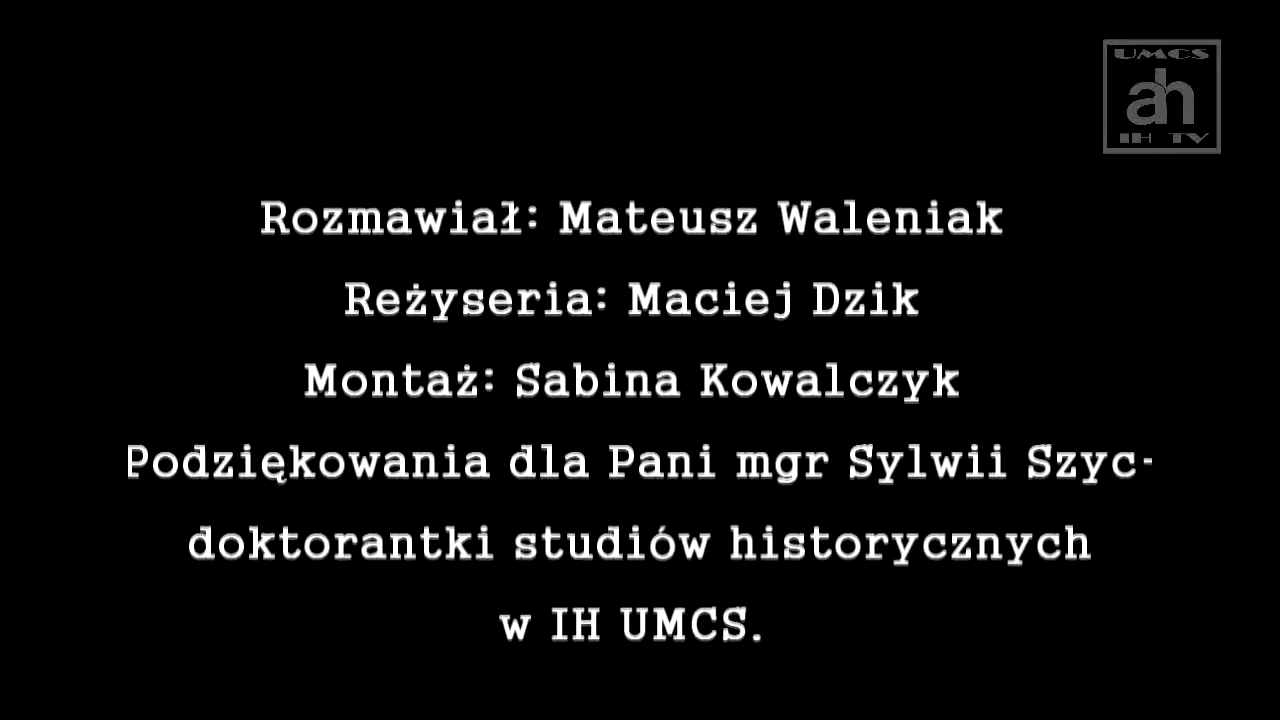 UMCS
ah
IH TV
Rozmawiał: Mateusz Waleniak
Reżyseria: Maciej Dzik
Montaż: Sabina Kowalczyk
Podziękowania dla Pani mgr Sylwii Szyc-
doktorantki studiów historycznych
w IH UMCS.